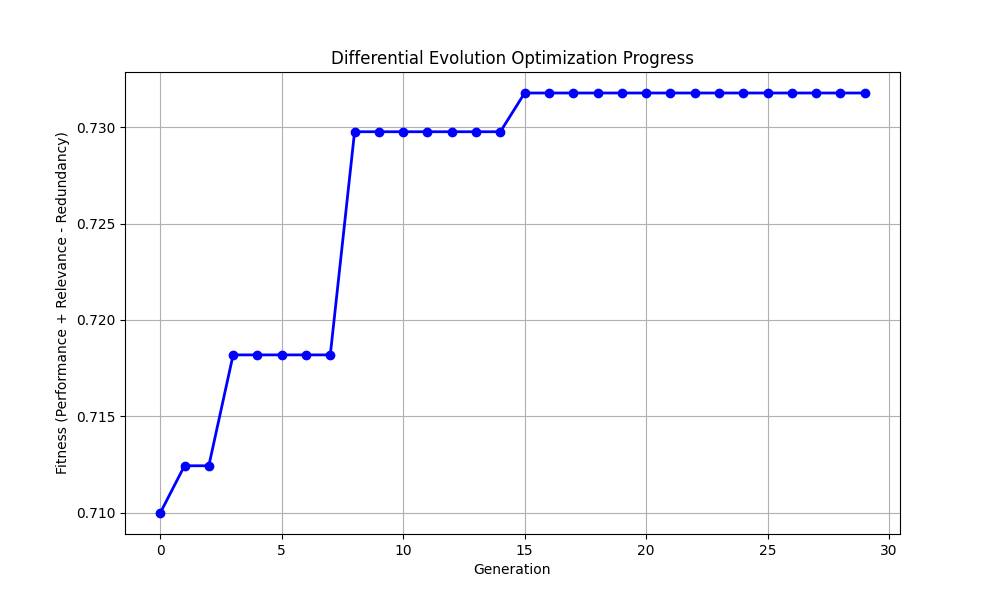 Differential Evolution Optimization Progress
Fitness (Performance + Relevance - Redundancy)
0.730
0.725
0.720
0.715
0.710
0 5 10 15 20 25 30
Generation